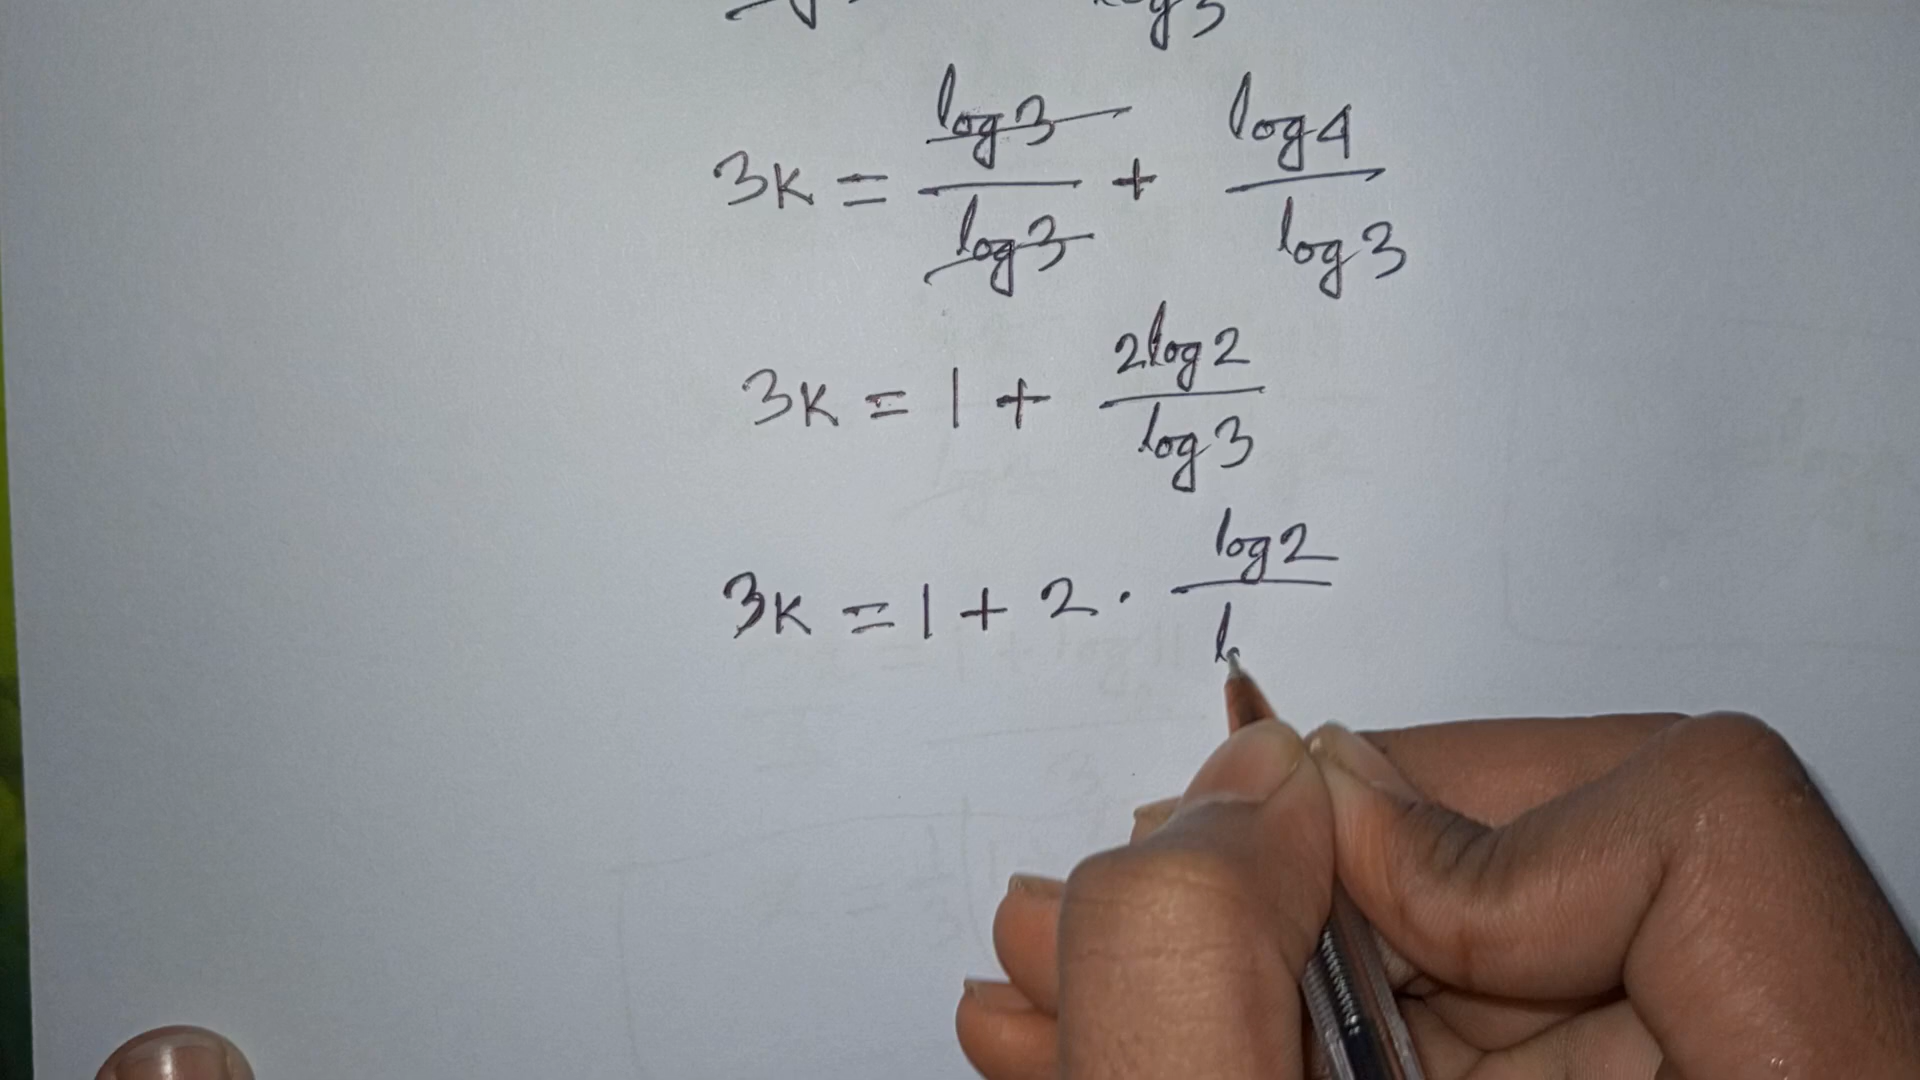 3K = log3/log3 + log4/log3
3K = 1 + 2log2/log3
3K = 1 + 2 · log2/l